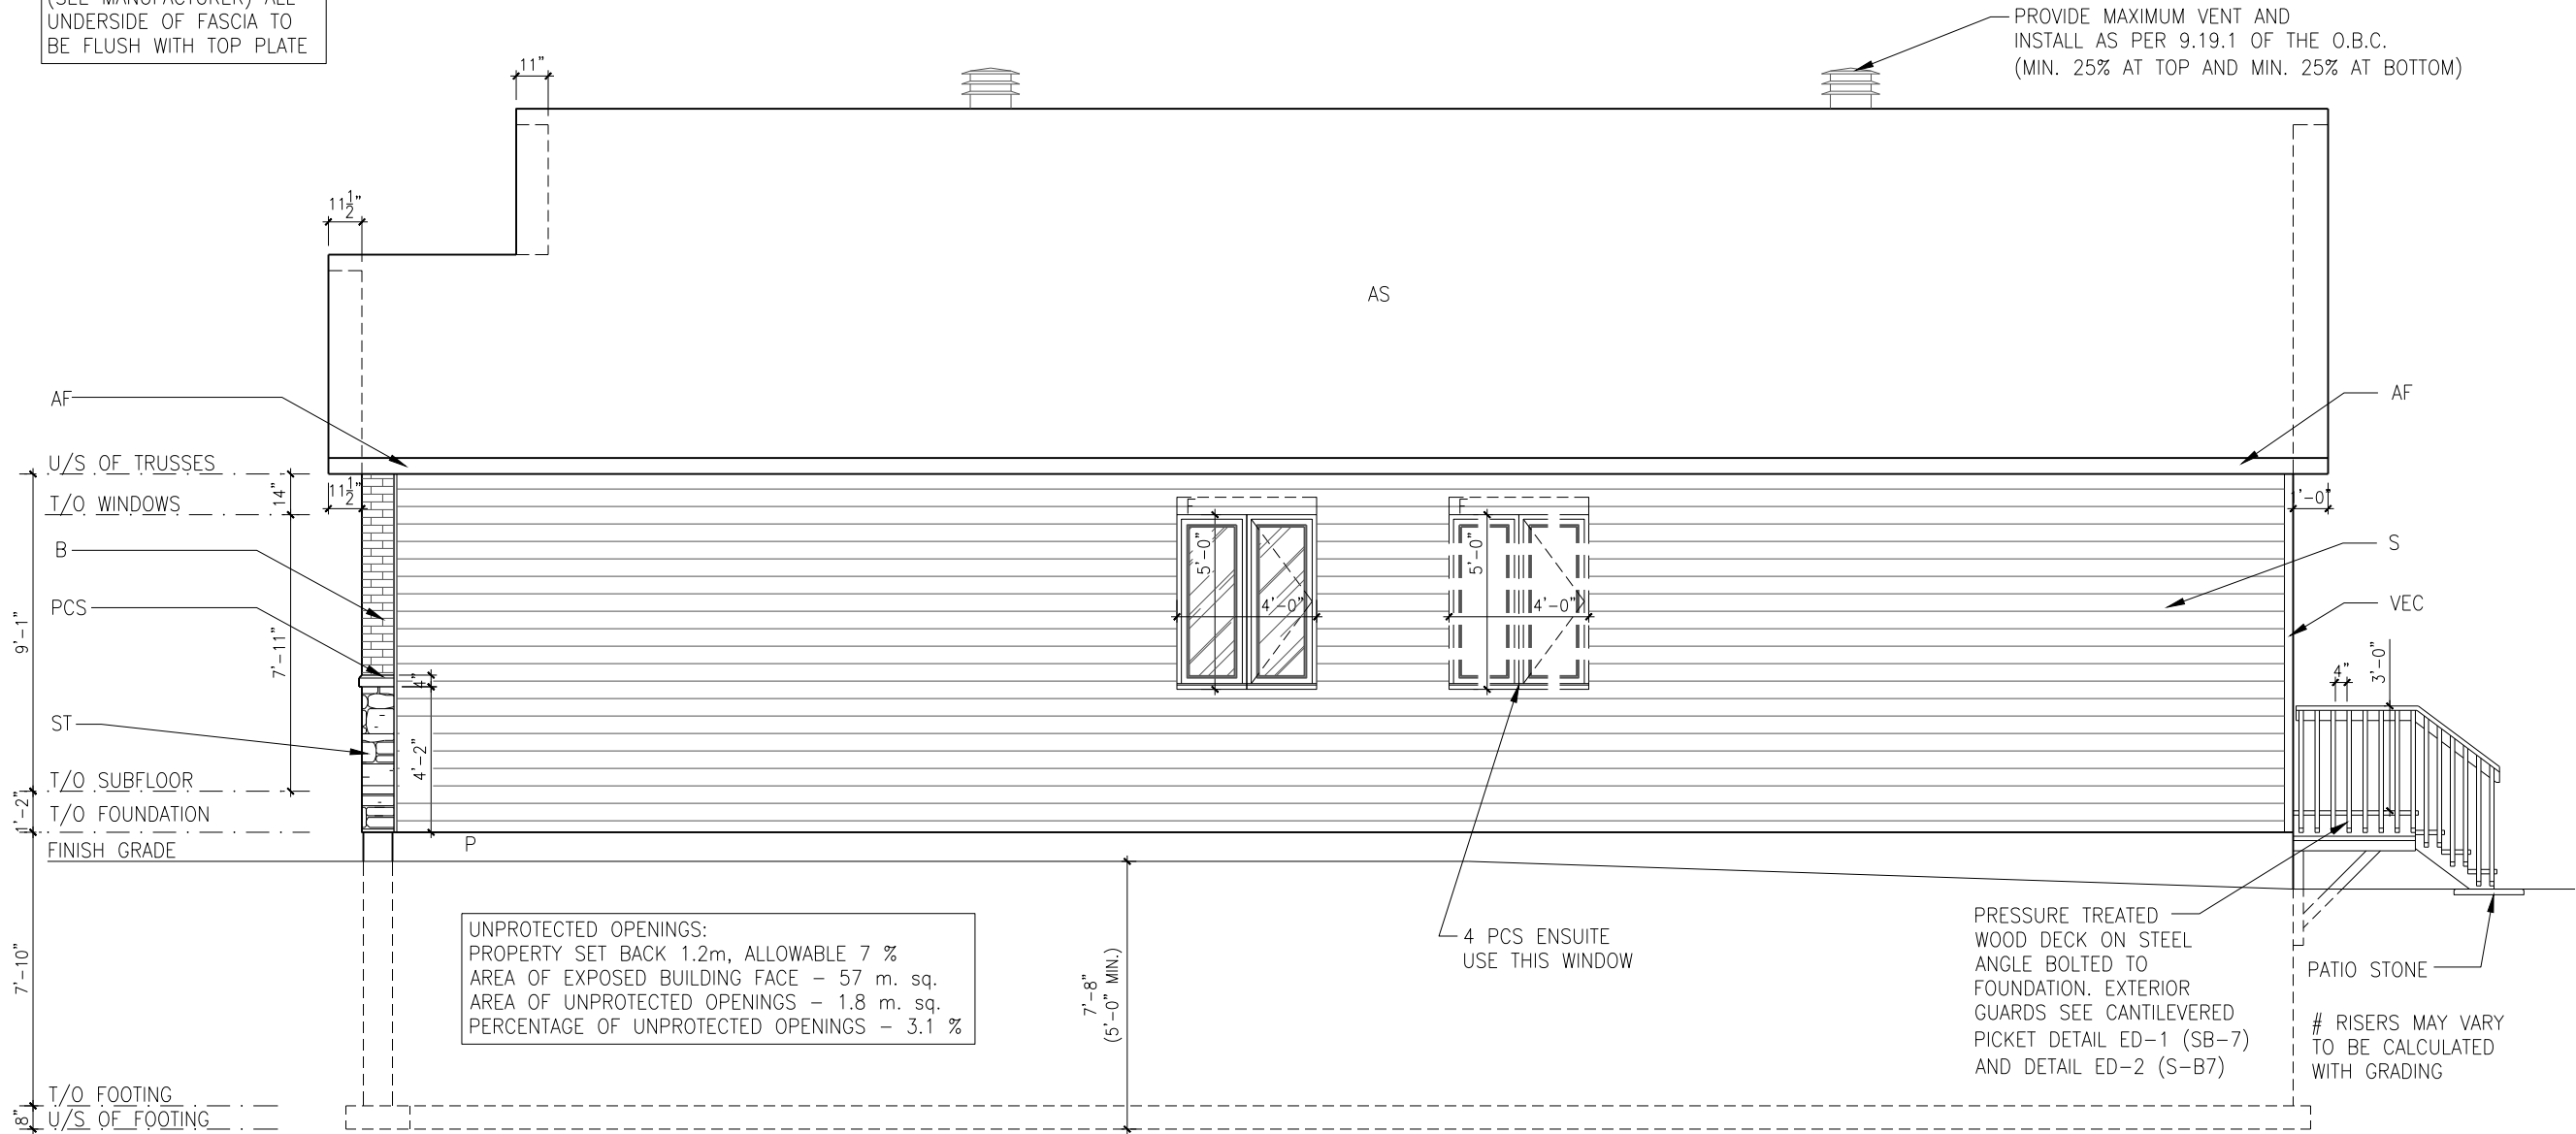 (SEE MANUFACTURER) ALL
UNDERSIDE OF FASCIA TO
BE FLUSH WITH TOP PLATE
PROVIDE MAXIMUM VENT AND
INSTALL AS PER 9.19.1 OF THE O.B.C.
(MIN. 25% AT TOP AND MIN. 25% AT BOTTOM)
11"
11 1/2"
AS
AF
AF
U/S OF TRUSSES
T/O WINDOWS
14"
11 1/2"
F
F
1'-0"
B
PCS
S
VEC
9'-1"
7'-11"
5'-0"
4'-0"
5'-0"
4'-0"
4"
4'-2"
4"
3'-0"
ST
T/O SUBFLOOR
1'-2"
T/O FOUNDATION
FINISH GRADE
P
UNPROTECTED OPENINGS:
PROPERTY SET BACK 1.2m, ALLOWABLE 7 %
AREA OF EXPOSED BUILDING FACE – 57 m. sq.
AREA OF UNPROTECTED OPENINGS – 1.8 m. sq.
PERCENTAGE OF UNPROTECTED OPENINGS – 3.1 %
7'-8"
(5'-0" MIN.)
4 PCS ENSUITE
USE THIS WINDOW
PRESSURE TREATED
WOOD DECK ON STEEL
ANGLE BOLTED TO
FOUNDATION. EXTERIOR
GUARDS SEE CANTILEVERED
PICKET DETAIL ED-1 (SB-7)
AND DETAIL ED-2 (S-B7)
PATIO STONE
# RISERS MAY VARY
TO BE CALCULATED
WITH GRADING
7'-10"
T/O FOOTING
8"
U/S OF FOOTING